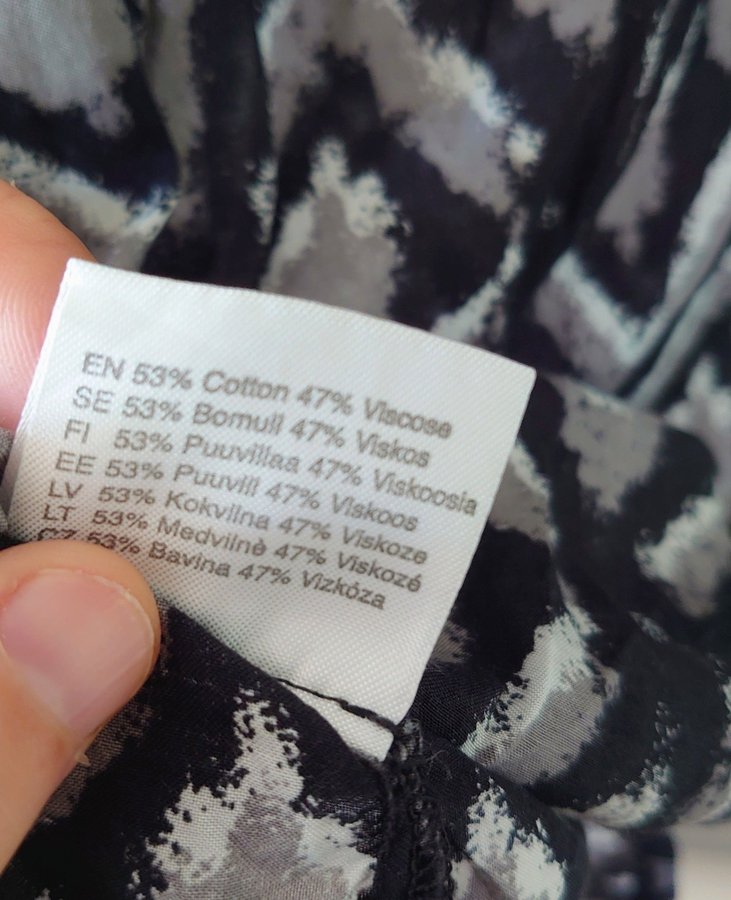 EN 53% Cotton 47% Viscose
SE 53% Bomull 47% Viskos
FI 53% Puuvillaa 47% Viskoosia
EE 53% Puuvill 47% Viskoos
LV 53% Kokvilna 47% Viskoze
LT 53% Medvilnė 47% Viskozė
CZ 53% Bavlna 47% Vizkóza